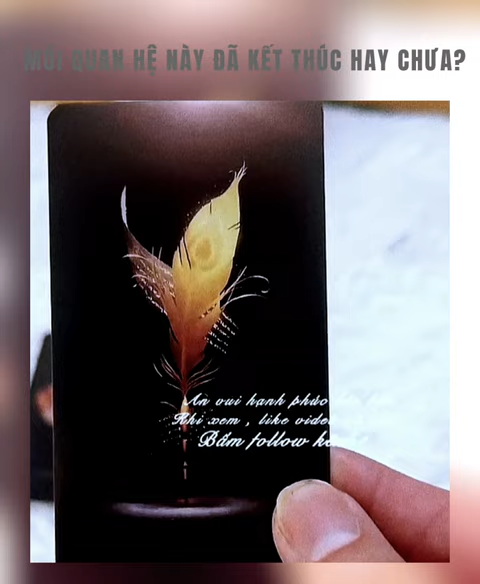 MỐI QUAN HỆ NÀY ĐÃ KẾT THÚC HAY CHƯA?
An vui hạnh phúc
Khi xem , like video
Bấm follow